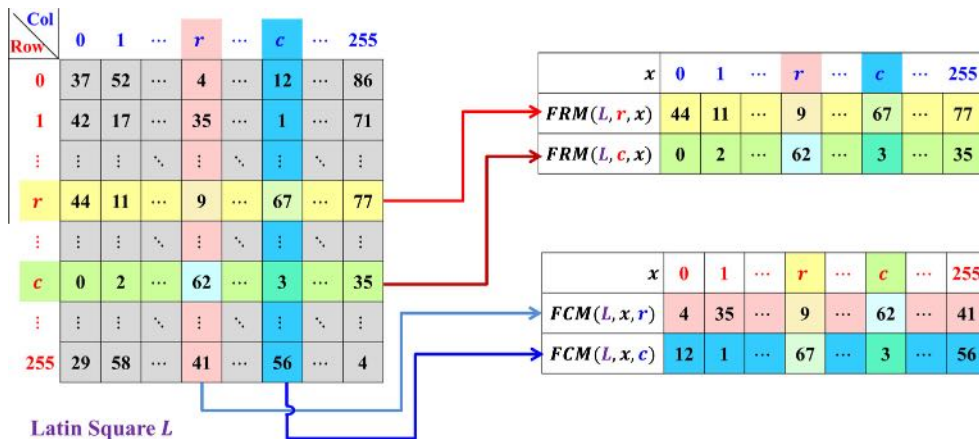 Col
Row 0 1 ⋯ r ⋯ c ⋯ 255
0 37 52 ⋯ 4 ⋯ 12 ⋯ 86
1 42 17 ⋯ 35 ⋯ 1 ⋯ 71
⋮ ⋮ ⋮ ⋱ ⋮ ⋱ ⋮ ⋱ ⋮
r 44 11 ⋯ 9 ⋯ 67 ⋯ 77
⋮ ⋮ ⋮ ⋱ ⋮ ⋱ ⋮ ⋱ ⋮
c 0 2 ⋯ 62 ⋯ 3 ⋯ 35
⋮ ⋮ ⋮ ⋱ ⋮ ⋱ ⋮ ⋱ ⋮
255 29 58 ⋯ 41 ⋯ 56 ⋯ 4
Latin Square L
x 0 1 ⋯ r ⋯ c ⋯ 255
FRM(L, r, x) 44 11 ⋯ 9 ⋯ 67 ⋯ 77
FRM(L, c, x) 0 2 ⋯ 62 ⋯ 3 ⋯ 35
x 0 1 ⋯ r ⋯ c ⋯ 255
FCM(L, x, r) 4 35 ⋯ 9 ⋯ 62 ⋯ 41
FCM(L, x, c) 12 1 ⋯ 67 ⋯ 3 ⋯ 56